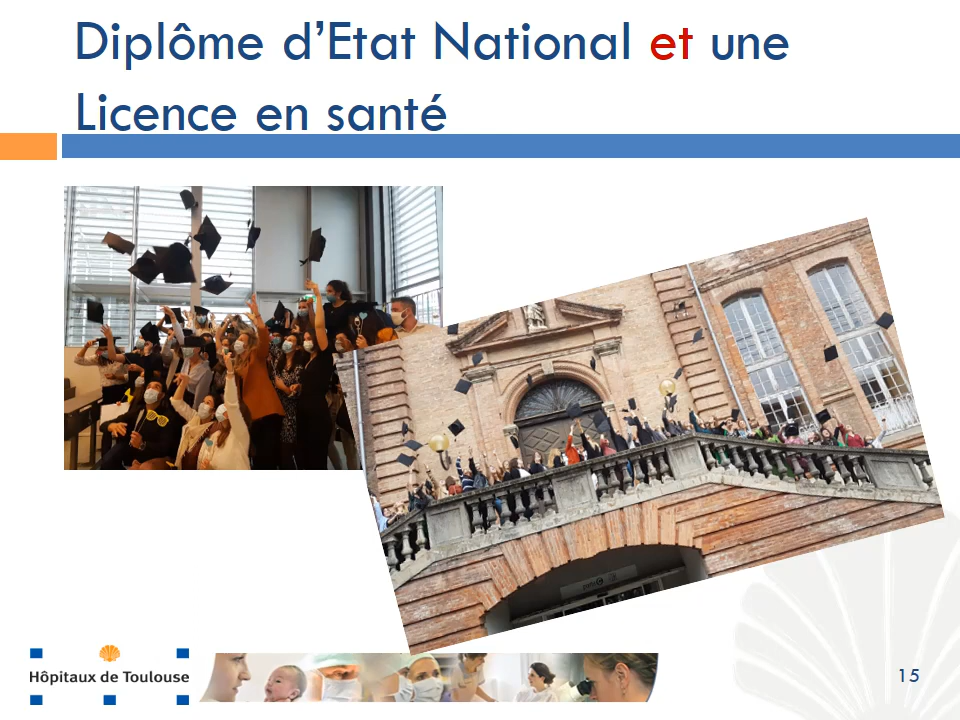 Diplôme d’Etat National et une
Licence en santé
Hôpitaux de Toulouse
15